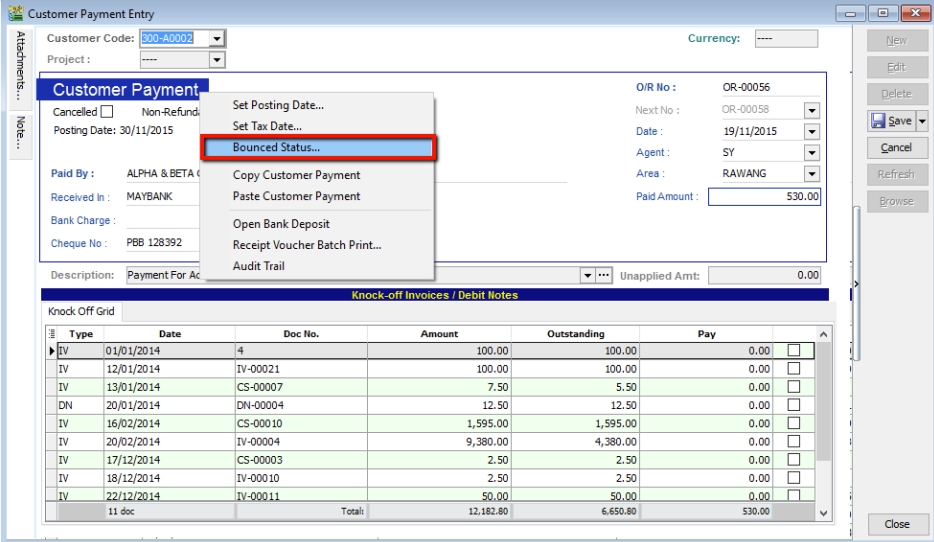 Customer Payment Entry
Attachments...
Note...
Customer Code: 300-A0002
Currency: ----
Project : ----
Customer Payment
Cancelled
Non-Refunda
Posting Date: 30/11/2015
Paid By : ALPHA & BETA
Received In : MAYBANK
Bank Charge :
Cheque No : PBB 128392
Set Posting Date...
Set Tax Date...
Bounced Status...
Copy Customer Payment
Paste Customer Payment
Open Bank Deposit
Receipt Voucher Batch Print...
Audit Trail
O/R No : OR-00056
Next No : OR-00058
Date : 19/11/2015
Agent : SY
Area : RAWANG
Paid Amount : 530.00
Description: Payment For Ac
Unapplied Amt: 0.00
Knock-off Invoices / Debit Notes
Knock Off Grid
Type Date Doc No. Amount Outstanding Pay
IV 01/01/2014 4 100.00 100.00 0.00
IV 12/01/2014 IV-00021 100.00 100.00 0.00
IV 13/01/2014 CS-00007 7.50 5.50 0.00
DN 20/01/2014 DN-00004 12.50 12.50 0.00
IV 16/02/2014 CS-00010 1,595.00 1,595.00 0.00
IV 20/02/2014 IV-00004 9,380.00 4,380.00 0.00
IV 17/12/2014 CS-00003 2.50 2.50 0.00
IV 18/12/2014 IV-00010 2.50 2.50 0.00
IV 22/12/2014 IV-00011 50.00 50.00 0.00
11 doc Total: 12,182.80 6,650.80 530.00
New
Edit
Delete
Save
Cancel
Refresh
Browse
Close